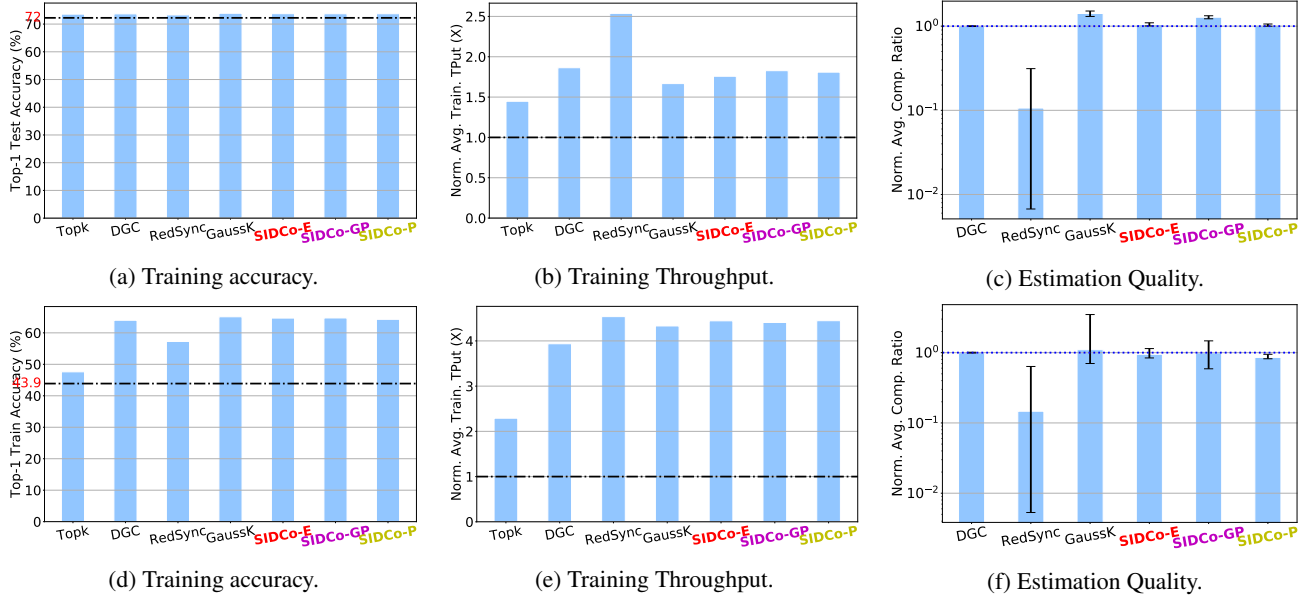 Top-1 Test Accuracy (%)
72
70
60
50
40
30
20
10
0
Topk DGC RedSync GaussK SIDCo-E SIDCo-GP SIDCo-P
(a) Training accuracy.
Norm. Avg. Train. TPut (X)
2.5
2.0
1.5
1.0
0.5
0.0
Topk DGC RedSync GaussK SIDCo-E SIDCo-GP SIDCo-P
(b) Training Throughput.
Norm. Avg. Comp. Ratio
10⁰
10⁻¹
10⁻²
DGC RedSync GaussK SIDCo-E SIDCo-GP SIDCo-P
(c) Estimation Quality.
Top-1 Train Accuracy (%)
60
50
43.9
40
30
20
10
0
Topk DGC RedSync GaussK SIDCo-E SIDCo-GP SIDCo-P
(d) Training accuracy.
Norm. Avg. Train. TPut (X)
4
3
2
1
0
Topk DGC RedSync GaussK SIDCo-E SIDCo-GP SIDCo-P
(e) Training Throughput.
Norm. Avg. Comp. Ratio
10⁰
10⁻¹
10⁻²
DGC RedSync GaussK SIDCo-E SIDCo-GP SIDCo-P
(f) Estimation Quality.